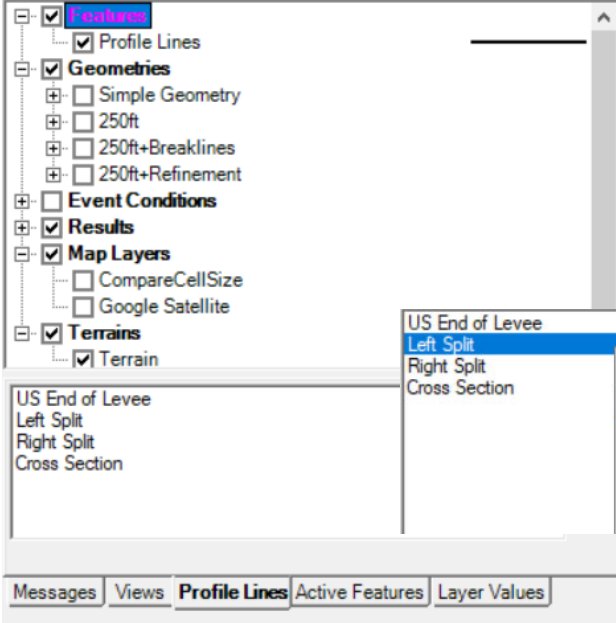 Features
Profile Lines
Geometries
Simple Geometry
250ft
250ft+Breaklines
250ft+Refinement
Event Conditions
Results
Map Layers
CompareCellSize
Google Satellite
Terrains
Terrain
US End of Levee
Left Split
Right Split
Cross Section
US End of Levee
Left Split
Right Split
Cross Section
Messages Views Profile Lines Active Features Layer Values